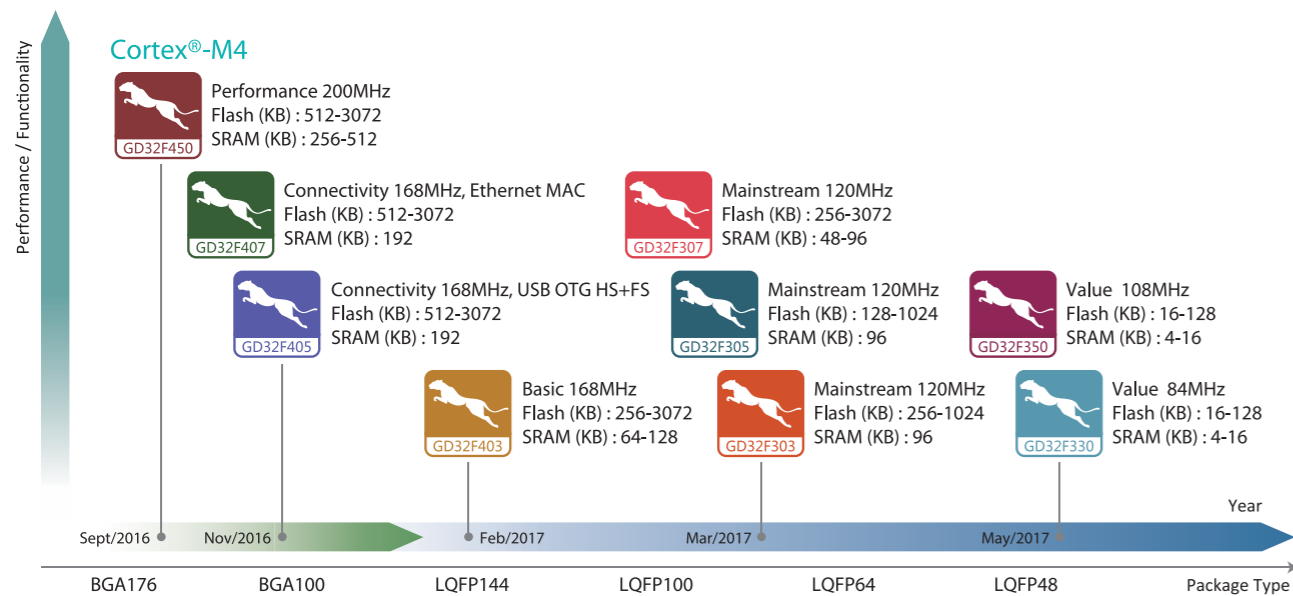 Performance / Functionality
Cortex®-M4
GD32F450
Performance 200MHz
Flash (KB) : 512-3072
SRAM (KB) : 256-512
GD32F407
Connectivity 168MHz, Ethernet MAC
Flash (KB) : 512-3072
SRAM (KB) : 192
GD32F307
Mainstream 120MHz
Flash (KB) : 256-3072
SRAM (KB) : 48-96
GD32F405
Connectivity 168MHz, USB OTG HS+FS
Flash (KB) : 512-3072
SRAM (KB) : 192
GD32F305
Mainstream 120MHz
Flash (KB) : 128-1024
SRAM (KB) : 96
GD32F350
Value 108MHz
Flash (KB) : 16-128
SRAM (KB) : 4-16
GD32F403
Basic 168MHz
Flash (KB) : 256-3072
SRAM (KB) : 64-128
GD32F303
Mainstream 120MHz
Flash (KB) : 256-1024
SRAM (KB) : 96
GD32F330
Value 84MHz
Flash (KB) : 16-128
SRAM (KB) : 4-16
Year
Sept/2016
Nov/2016
Feb/2017
Mar/2017
May/2017
BGA176
BGA100
LQFP144
LQFP100
LQFP64
LQFP48
Package Type